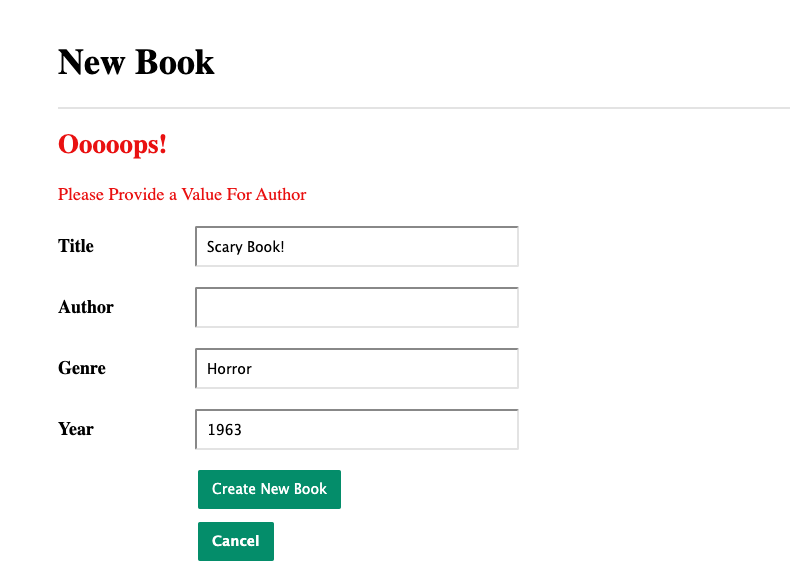 New Book
Ooooops!
Please Provide a Value For Author
Title
Scary Book!
Author
Genre
Horror
Year
1963
Create New Book
Cancel